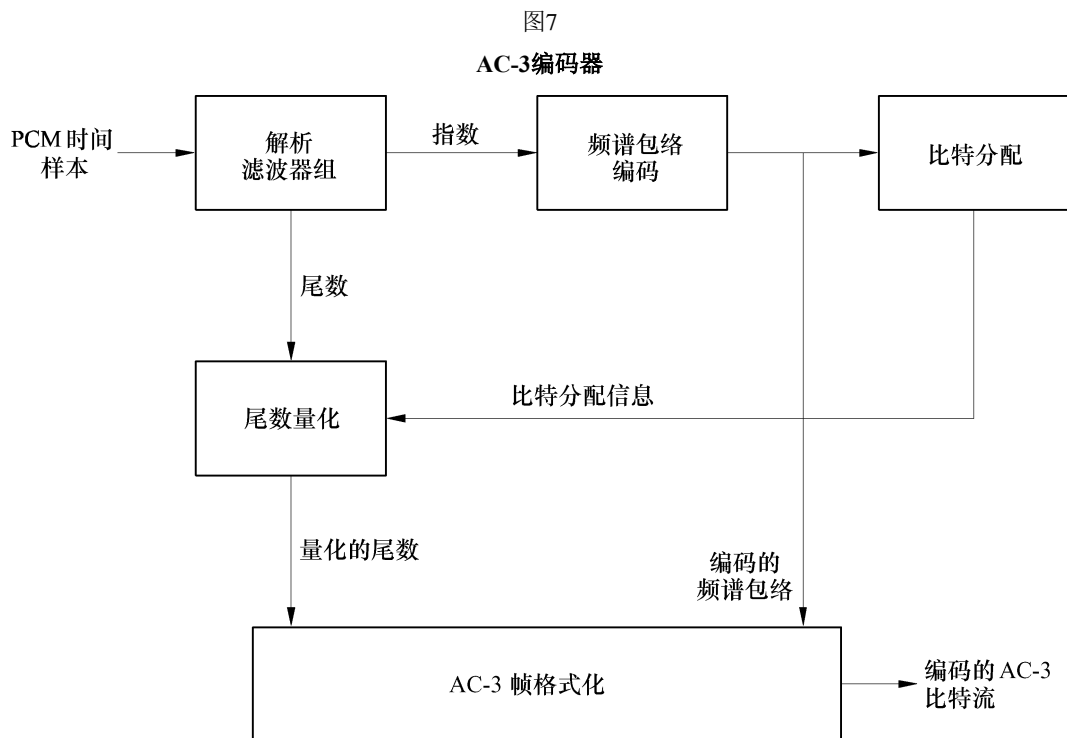 图7
AC-3编码器
PCM 时间
样本
解析
滤波器组
指数
频谱包络
编码
比特分配
尾数
尾数量化
比特分配信息
量化的尾数
编码的
频谱包络
AC-3 帧格式化
编码的 AC-3
比特流